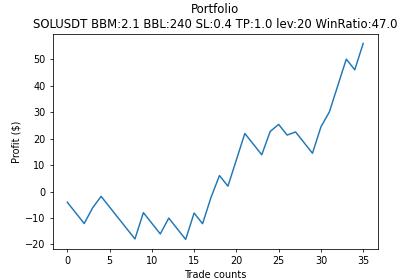 Portfolio
SOLUSDT BBM:2.1 BBL:240 SL:0.4 TP:1.0 lev:20 WinRatio:47.0
Profit ($)
50
40
30
20
10
0
−10
−20
0 5 10 15 20 25 30 35
Trade counts